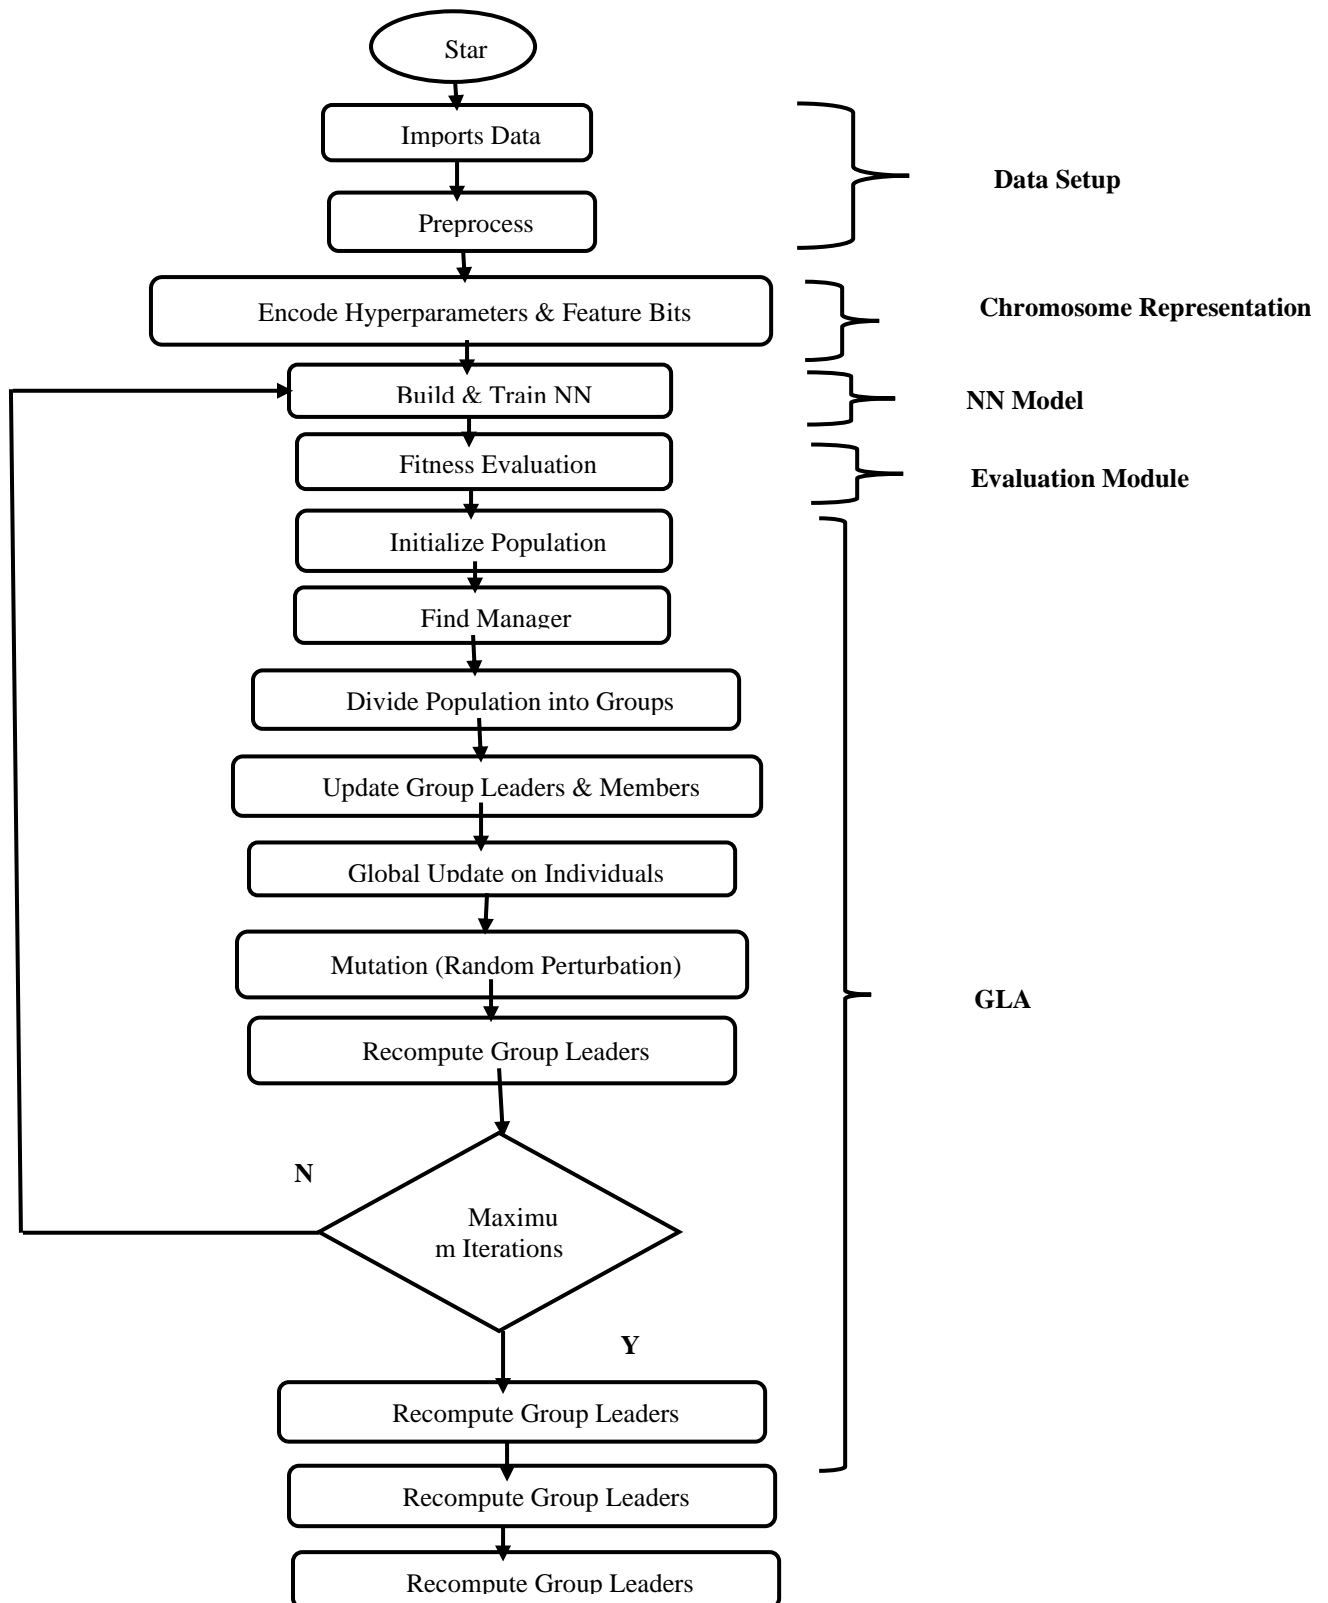 Star
Imports Data
Data Setup
Preprocess
Encode Hyperparameters & Feature Bits
Chromosome Representation
Build & Train NN
NN Model
Fitness Evaluation
Evaluation Module
Initialize Population
Find Manager
Divide Population into Groups
Update Group Leaders & Members
Global Update on Individuals
Mutation (Random Perturbation)
GLA
Recompute Group Leaders
N
Maximu
m Iterations
Y
Recompute Group Leaders
Recompute Group Leaders
Recompute Group Leaders